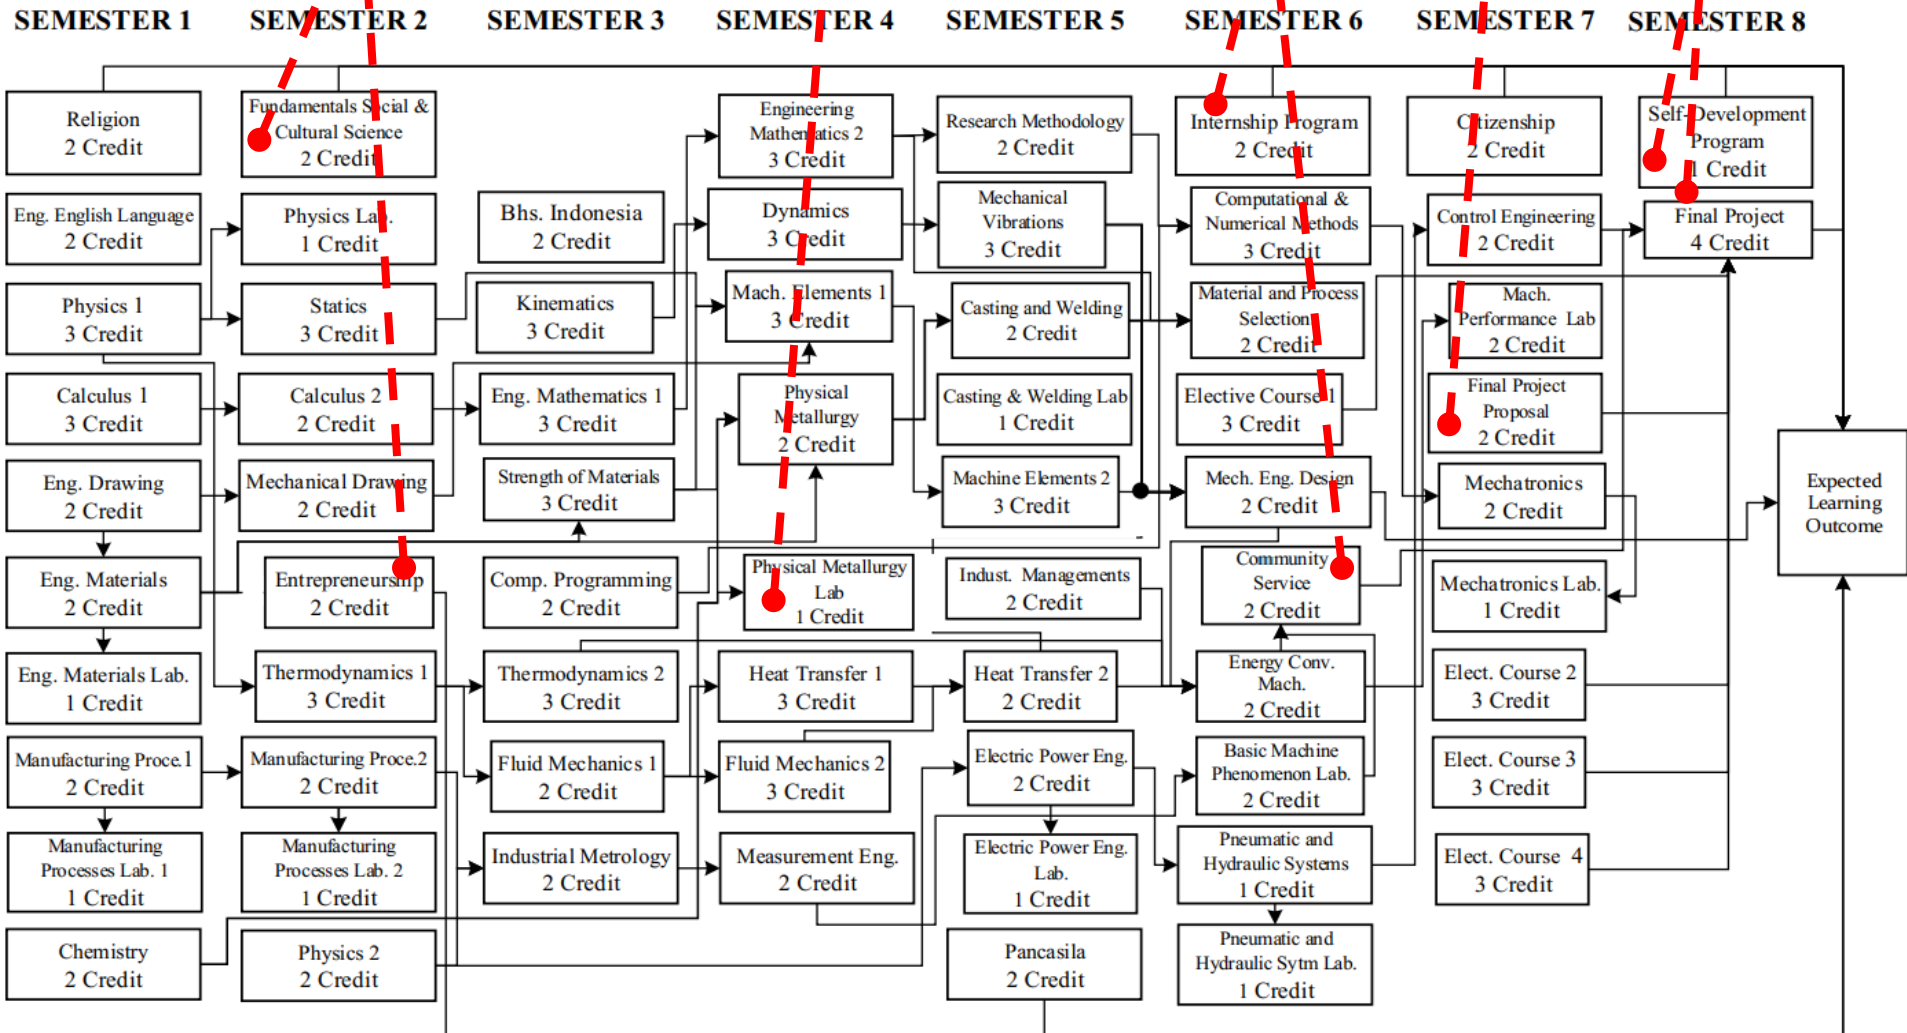 SEMESTER 1
SEMESTER 2
SEMESTER 3
SEMESTER 4
SEMESTER 5
SEMESTER 6
SEMESTER 7
SEMESTER 8
Religion
2 Credit
Eng. English Language
2 Credit
Physics 1
3 Credit
Calculus 1
3 Credit
Eng. Drawing
2 Credit
Eng. Materials
2 Credit
Eng. Materials Lab.
1 Credit
Manufacturing Proce.1
2 Credit
Manufacturing
Processes Lab. 1
1 Credit
Chemistry
2 Credit
Fundamentals Social &
Cultural Science
2 Credit
Physics Lab.
1 Credit
Statics
3 Credit
Calculus 2
2 Credit
Mechanical Drawing
2 Credit
Entrepreneurship
2 Credit
Thermodynamics 1
3 Credit
Manufacturing Proce.2
2 Credit
Manufacturing
Processes Lab. 2
1 Credit
Physics 2
2 Credit
Bhs. Indonesia
2 Credit
Kinematics
3 Credit
Eng. Mathematics 1
3 Credit
Strength of Materials
3 Credit
Comp. Programming
2 Credit
Thermodynamics 2
3 Credit
Fluid Mechanics 1
2 Credit
Industrial Metrology
2 Credit
Engineering
Mathematics 2
3 Credit
Dynamics
3 Credit
Mach. Elements 1
3 Credit
Physical
Metallurgy
2 Credit
Physical Metallurgy
Lab
1 Credit
Heat Transfer 1
3 Credit
Fluid Mechanics 2
3 Credit
Measurement Eng.
2 Credit
Research Methodology
2 Credit
Mechanical
Vibrations
3 Credit
Casting and Welding
2 Credit
Casting & Welding Lab
1 Credit
Machine Elements 2
3 Credit
Indust. Managements
2 Credit
Heat Transfer 2
2 Credit
Electric Power Eng.
2 Credit
Electric Power Eng.
Lab.
1 Credit
Pancasila
2 Credit
Internship Program
2 Credit
Computational &
Numerical Methods
3 Credit
Material and Process
Selection
2 Credit
Elective Course 1
3 Credit
Mech. Eng. Design
2 Credit
Community
Service
2 Credit
Energy Conv.
Mach.
2 Credit
Basic Machine
Phenomenon Lab.
2 Credit
Pneumatic and
Hydraulic Systems
1 Credit
Pneumatic and
Hydraulic Sytm Lab.
1 Credit
Citizenship
2 Credit
Control Engineering
2 Credit
Mach.
Performance Lab
2 Credit
Final Project
Proposal
2 Credit
Mechatronics
2 Credit
Mechatronics Lab.
1 Credit
Elect. Course 2
3 Credit
Elect. Course 3
3 Credit
Elect. Course 4
3 Credit
Self-Development
Program
1 Credit
Final Project
4 Credit
Expected
Learning
Outcome